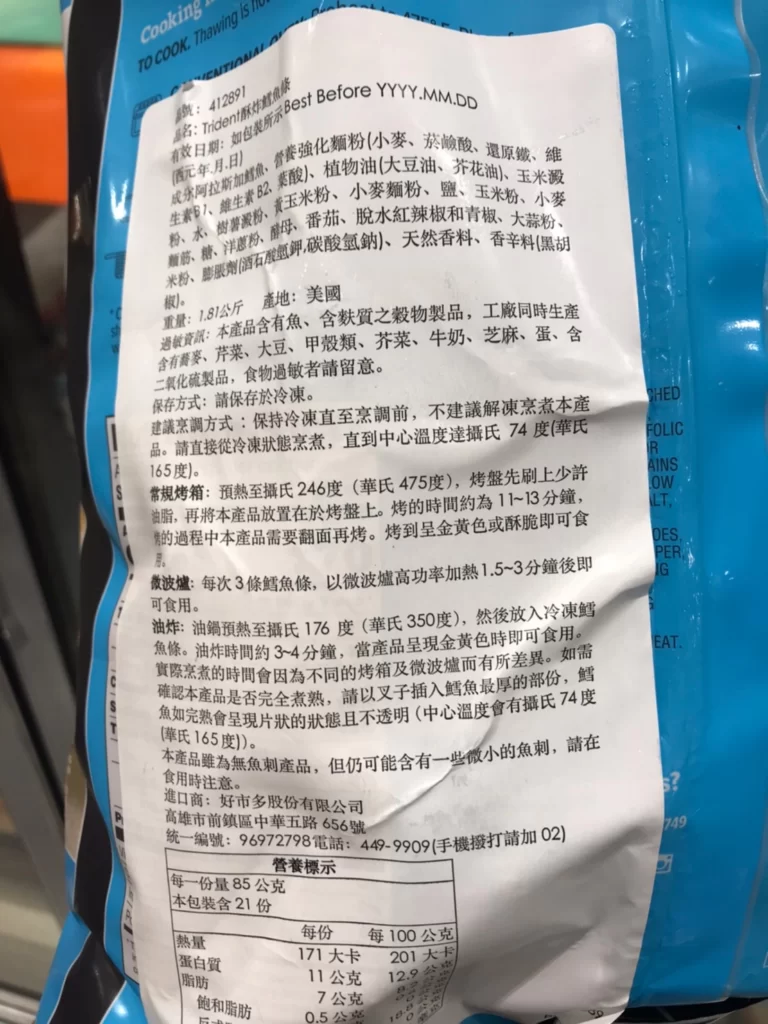 Cooking
TO COOK. Thawing is
號: 412891
品名: Trident酥炸鱈魚條
有效日期: 如包裝所示Best Before YYYY.MM.DD
(西元年.月.日)
成分:阿拉斯加鱈魚、營養強化麵粉(小麥、菸鹼酸、還原鐵、維
生素B1、維生素 B2、葉酸)、植物油(大豆油、芥花油)、玉米澱
粉、水、樹薯澱粉、黃玉米粉、小麥麵粉、鹽、玉米粉、小麥
麵筋、糖、洋蔥粉、酵母、番茄、脫水紅辣椒和青椒、大蒜粉、
米粉、膨脹劑(酒石酸氫鉀,碳酸氫鈉)、天然香料、香辛料(黑胡
椒)。
重量: 1.81公斤 產地: 美國
過敏資訊: 本產品含有魚、含麩質之穀物製品，工廠同時生產
含有蕎麥、芹菜、大豆、甲殼類、芥菜、牛奶、芝麻、蛋、含
二氧化硫製品，食物過敏者請留意。
保存方式: 請保存於冷凍。
建議烹調方式：保持冷凍直至烹調前，不建議解凍烹煮本產
品。請直接從冷凍狀態烹煮，直到中心溫度達攝氏 74 度(華氏
165度)。
常規烤箱: 預熱至攝氏246度（華氏 475度)，烤盤先刷上少許
油脂，再將本產品放置在於烤盤上。烤的時間約為 11~13分鐘，
的過程中本產品需要翻面再烤。烤到呈金黃色或酥脆即可食
用。
微波爐: 每次3條鱈魚條，以微波爐高功率加熱1.5~3分鐘後即
可食用。
油炸: 油鍋預熱至攝氏 176 度（華氏 350度)，然後放入冷凍鱈
魚條。油炸時間約 3~4分鐘，當產品呈現金黃色時即可食用。
實際烹煮的時間會因為不同的烤箱及微波爐而有所差異。如需
確認本產品是否完全煮熟，請以叉子插入鱈魚最厚的部份，鱈
魚如完熟會呈現片狀的狀態且不透明（中心溫度會有攝氏74度
(華氏165度))。
本產品雖為無魚刺產品，但仍可能含有一些微小的魚刺，請在
食用時注意。
進口商: 好市多股份有限公司
高雄市前鎮區中華五路 656號
統一編號: 96972798電話: 449-9909(手機撥打請加 02)
營養標示
每一份量 85 公克
本包裝含 21 份
每份 每 100 公克
熱量 171 大卡 201 大卡
蛋白質 11 公克 12.9 公克
脂肪 7 公克
飽和脂肪 0.5 公克
CHED
FOLIC
AINS
LOW
ALT,
OES,
PER,
NG
EAT.
s?
749